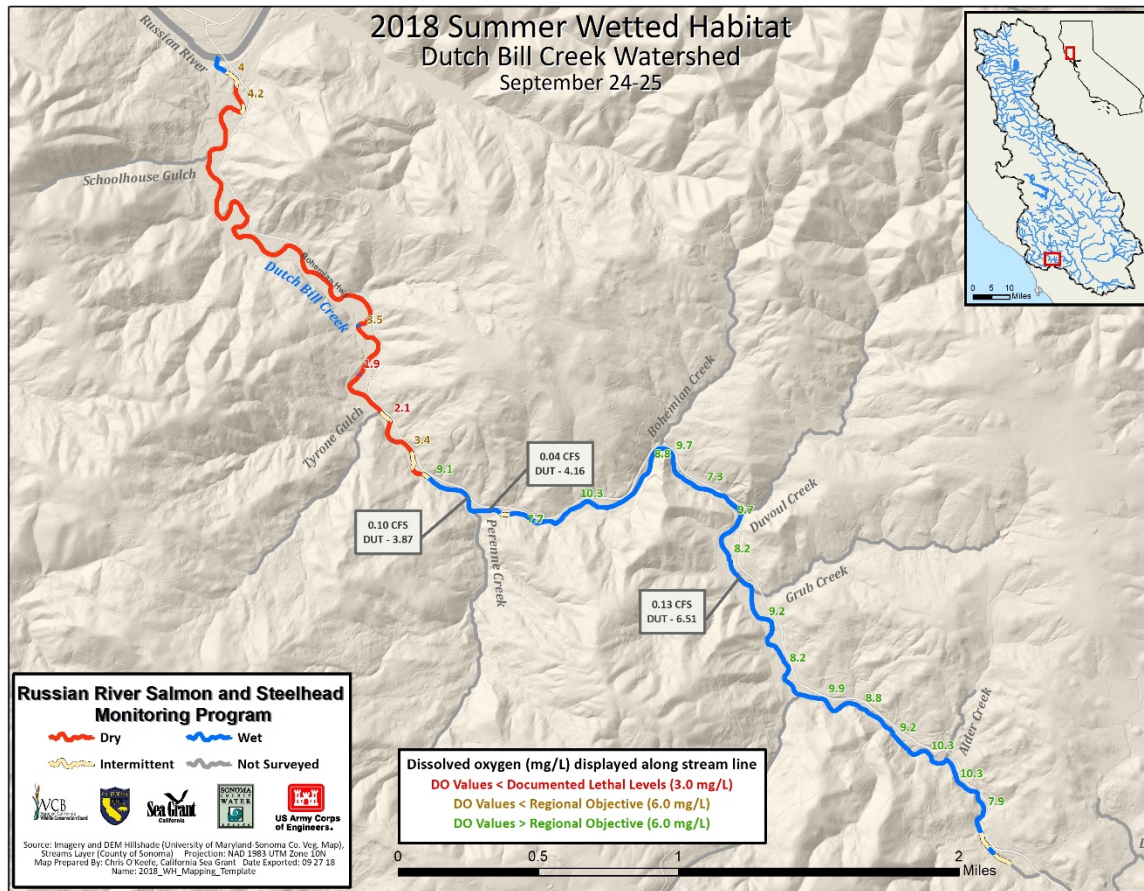 2018 Summer Wetted Habitat
Dutch Bill Creek Watershed
September 24-25
Russian River
4
4.2
Schoolhouse Gulch
Bohemian Hwy
Dutch Bill Creek
3.5
1.9
2.1
Tyrone Gulch
3.4
9.1
0.04 CFS
DUT - 4.16
0.10 CFS
DUT - 3.87
Perenne Creek
7.7
10.3
8.8
9.7
Bohemian Creek
7.3
9.7
Duvoul Creek
8.2
Grub Creek
0.13 CFS
DUT - 6.51
9.2
8.2
9.9
8.8
9.2
10.3
Alder Creek
10.3
7.9
0 5 10
Miles
Russian River Salmon and Steelhead
Monitoring Program
Dry
Wet
Intermittent
Not Surveyed
WCB
Sea Grant
California
SONOMA
COUNTY
WATER
AGENCY
US Army Corps
of Engineers®
Source: Imagery and DEM Hillshade (University of Maryland-Sonoma Co. Veg. Map),
Streams Layer (County of Sonoma) Projection: NAD 1983 UTM Zone 10N
Map Prepared By: Chris O'Keefe, California Sea Grant Date Exported: 09 27 18
Name: 2018_WH_Mapping_Template
Dissolved oxygen (mg/L) displayed along stream line
DO Values < Documented Lethal Levels (3.0 mg/L)
DO Values < Regional Objective (6.0 mg/L)
DO Values > Regional Objective (6.0 mg/L)
0 0.5 1 2
Miles